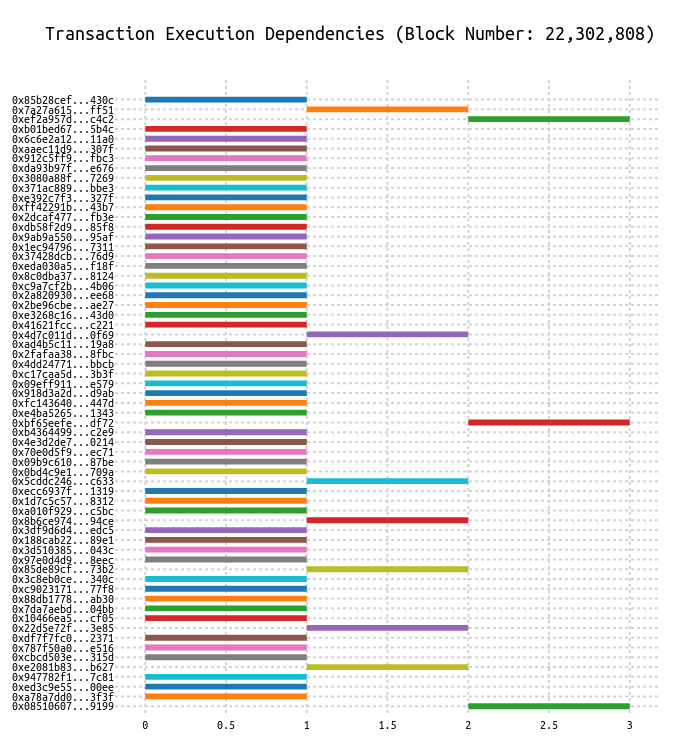 Transaction Execution Dependencies (Block Number: 22,302,808)
0x85b28cef...430c
0x7a27a615...ff51
0xef2a957d...c4c2
0xb01bed67...5b4c
0x6c6e2a12...11a0
0xaaec11d9...307f
0x912c5ff9...fbc3
0xda93b97f...e676
0x3080a88f...7269
0x371ac889...bbe3
0xe392c7f3...327f
0xff42291b...43b7
0x2dcaf477...fb3e
0xdb58f2d9...85f8
0x9ab9a550...95af
0x1ec94796...7311
0x37428dcb...76d9
0xeda030a5...f18f
0x8c0dba37...8124
0xc9a7cf2b...4b06
0x2a820930...ee68
0x2be96cbe...ae27
0xe3268c16...43d0
0x41621fcc...c221
0x4d7c011d...0f69
0xad4b5c11...19a8
0x2fafaa38...8fbc
0x4dd24771...bbcb
0xc17caa5d...3b3f
0x09eff911...e579
0x918d3a2d...d9ab
0xfc143640...447d
0xe4ba5265...1343
0xbf65eefe...df72
0xb4364499...c2e9
0x4e3d2de7...0214
0x70e0d5f9...ec71
0x09b9c610...87be
0x0bd4c9e1...709a
0x5cddc246...c633
0xecc6937f...1319
0x1d7c5c57...8312
0xa010f929...c5bc
0x8b6ce974...94ce
0x3df9d6d4...edc5
0x188cab22...89e1
0x3d510385...043c
0x97e0d4d9...8eec
0x85de89cf...73b2
0x3c8eb0ce...340c
0xc9023171...77f8
0x88db1778...ab30
0x7da7aebd...04bb
0x10466ea5...cf05
0x22d5e72f...3e85
0xdf7f7fc0...2371
0x787f50a0...e516
0xcbcd503e...315d
0xe2081b83...b627
0x947782f1...7c81
0xed3c9e55...00ee
0xa78a7dd0...3f3f
0x08510607...9199
0 0.5 1 1.5 2 2.5 3